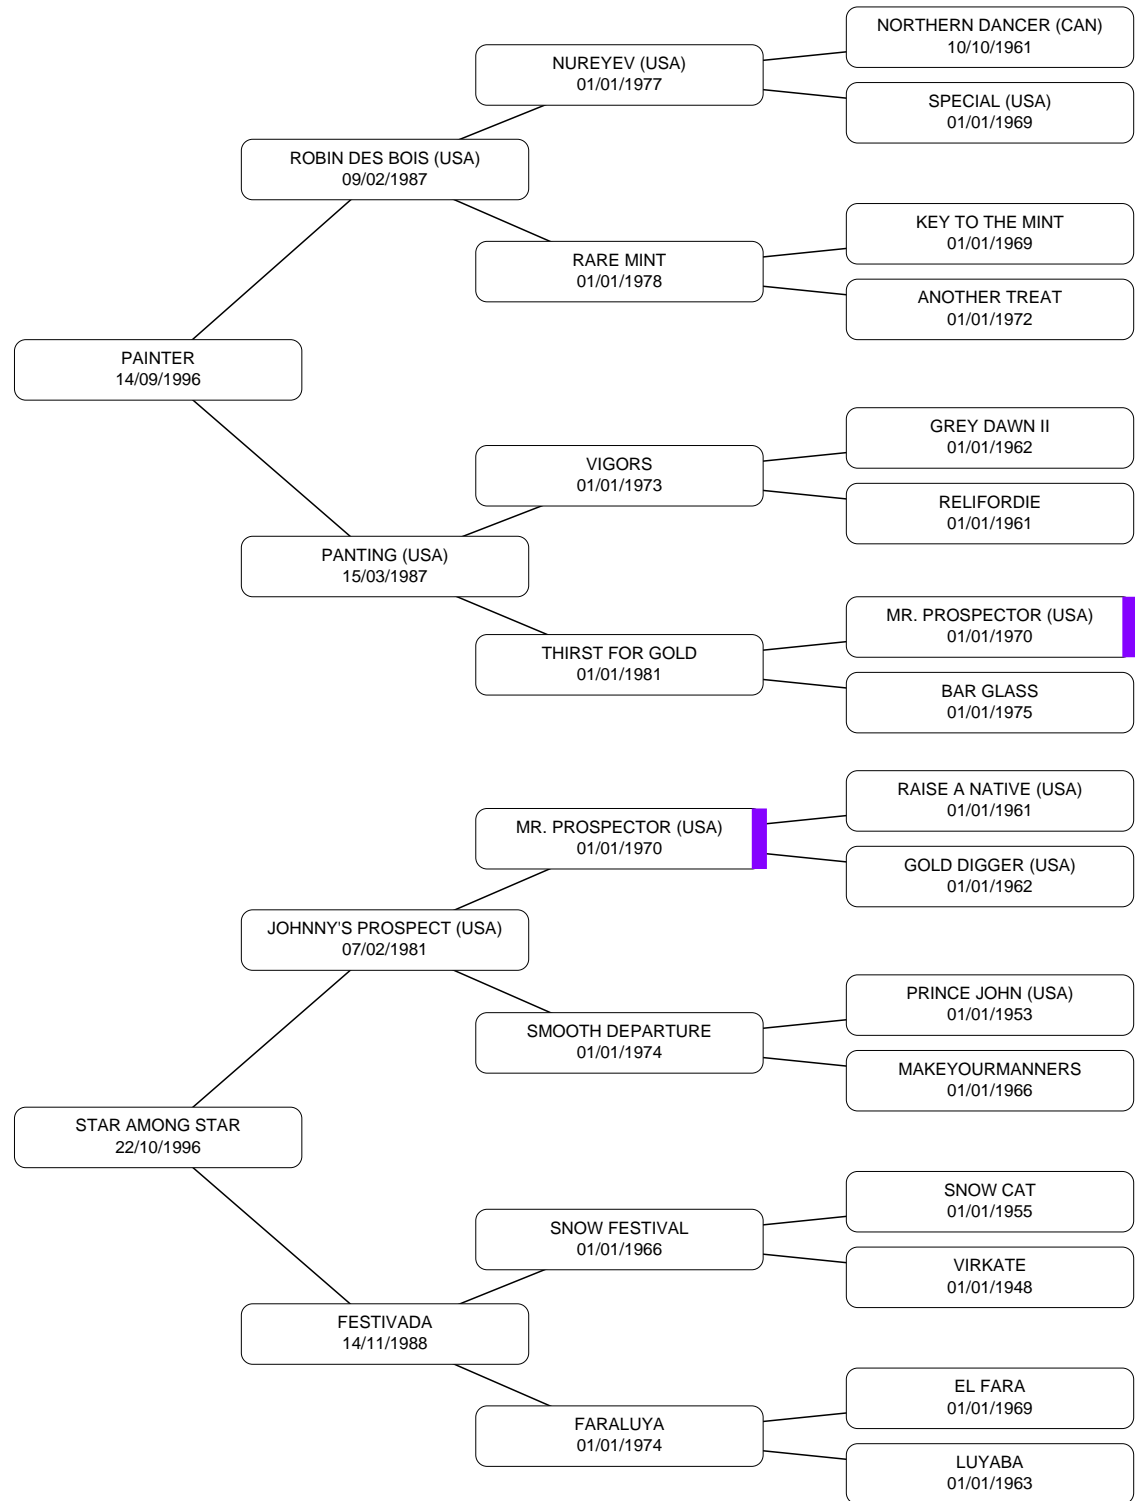 NORTHERN DANCER (CAN)
10/10/1961
NUREYEV (USA)
01/01/1977
SPECIAL (USA)
01/01/1969
ROBIN DES BOIS (USA)
09/02/1987
KEY TO THE MINT
01/01/1969
RARE MINT
01/01/1978
ANOTHER TREAT
01/01/1972
PAINTER
14/09/1996
GREY DAWN II
01/01/1962
VIGORS
01/01/1973
RELIFORDIE
01/01/1961
PANTING (USA)
15/03/1987
MR. PROSPECTOR (USA)
01/01/1970
THIRST FOR GOLD
01/01/1981
BAR GLASS
01/01/1975
RAISE A NATIVE (USA)
01/01/1961
MR. PROSPECTOR (USA)
01/01/1970
GOLD DIGGER (USA)
01/01/1962
JOHNNY'S PROSPECT (USA)
07/02/1981
PRINCE JOHN (USA)
01/01/1953
SMOOTH DEPARTURE
01/01/1974
MAKEYOURMANNERS
01/01/1966
STAR AMONG STAR
22/10/1996
SNOW CAT
01/01/1955
SNOW FESTIVAL
01/01/1966
VIRKATE
01/01/1948
FESTIVADA
14/11/1988
EL FARA
01/01/1969
FARALUYA
01/01/1974
LUYABA
01/01/1963